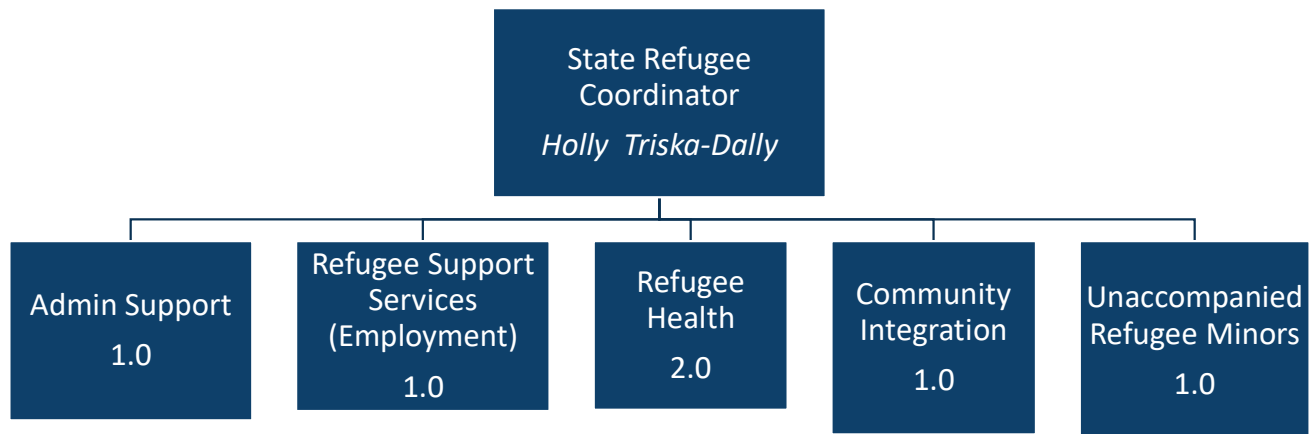 State Refugee
Coordinator
Holly Triska-Dally
Admin Support
1.0
Refugee Support
Services
(Employment)
1.0
Refugee
Health
2.0
Community
Integration
1.0
Unaccompanied
Refugee Minors
1.0